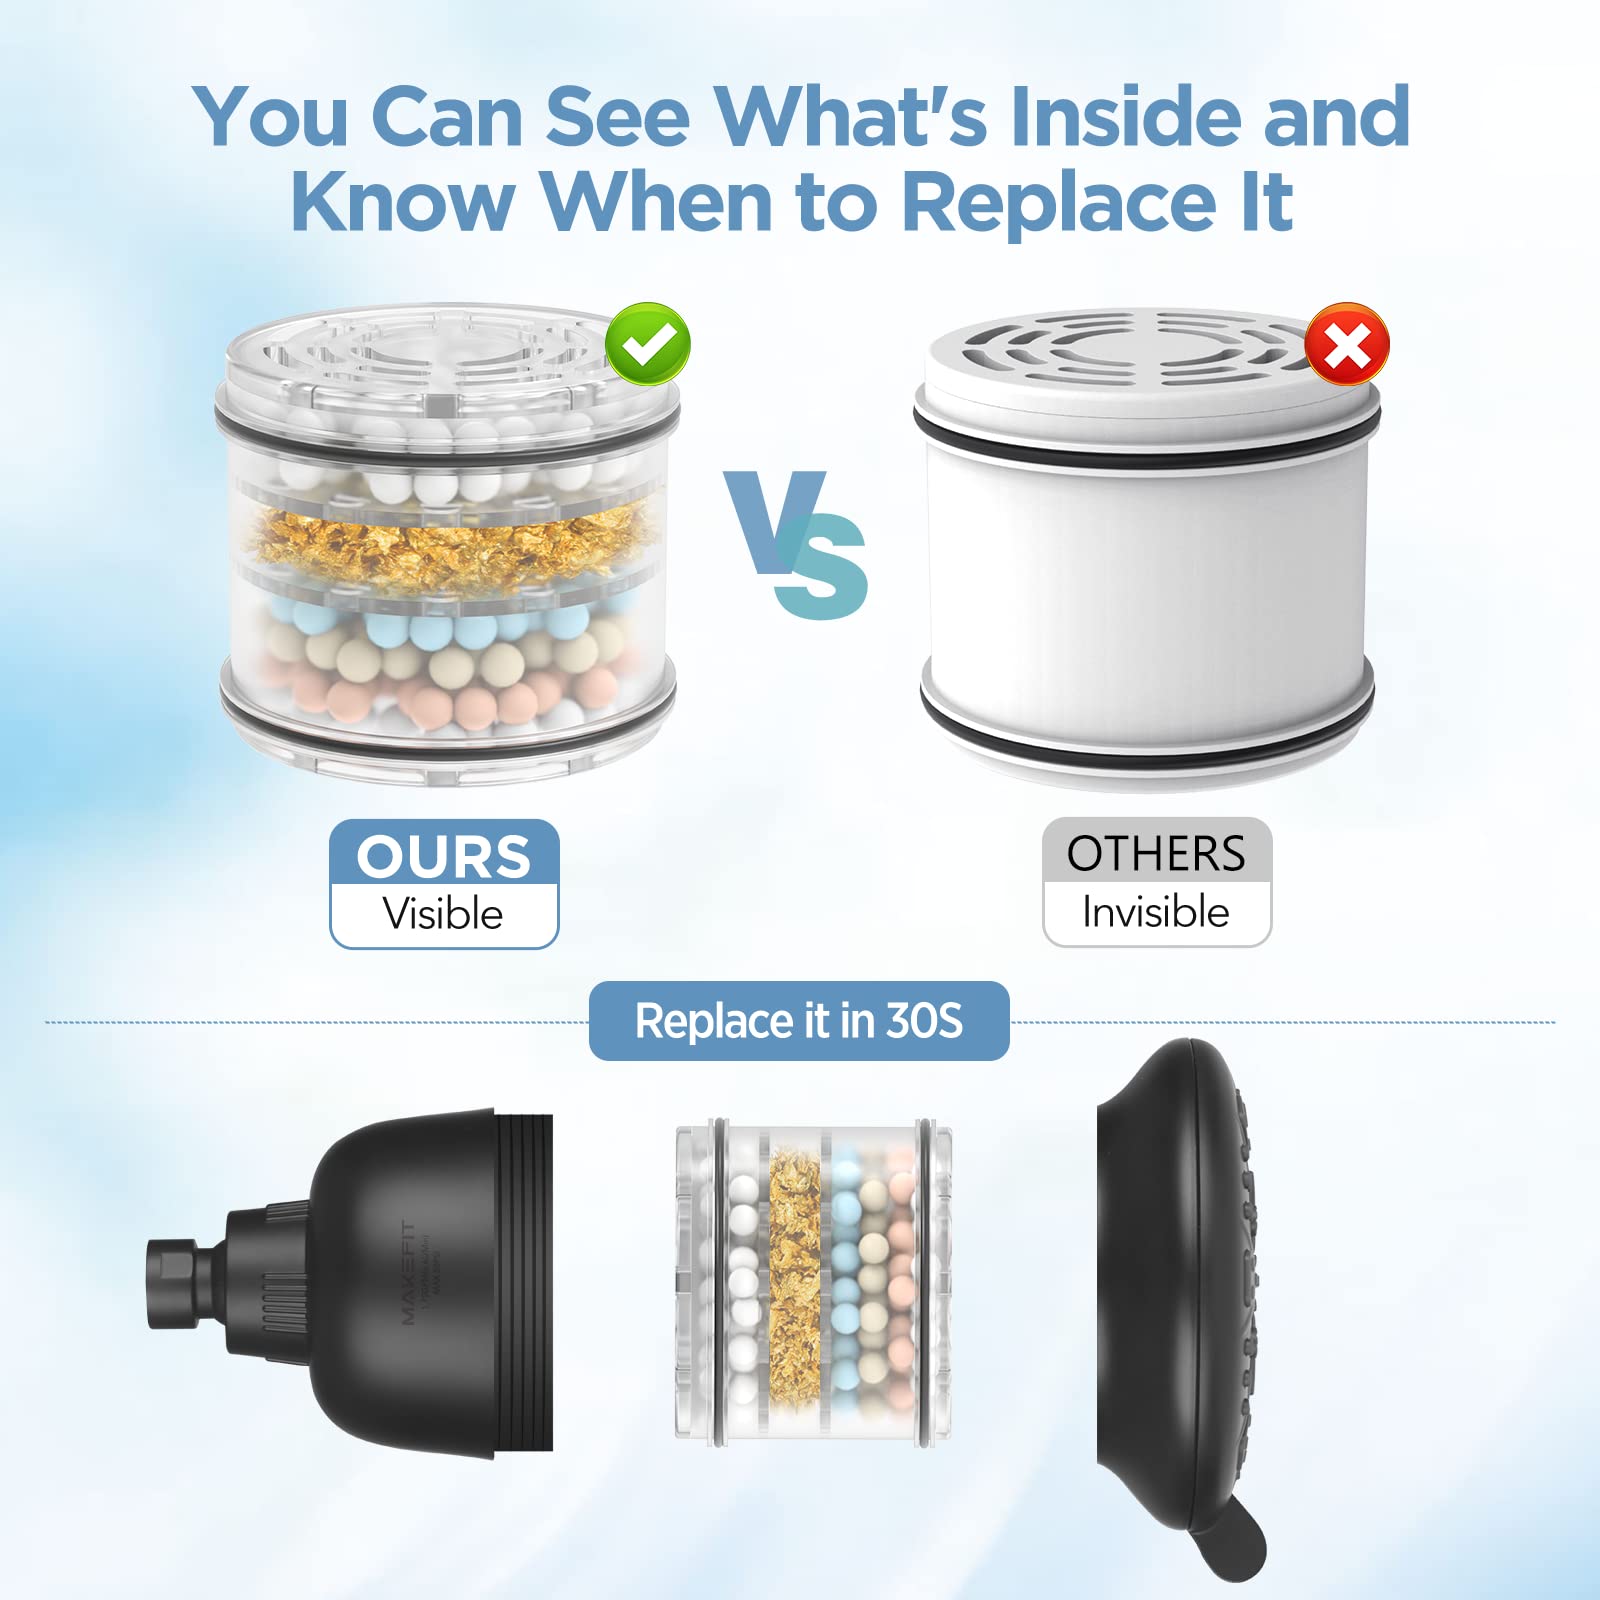 You Can See What's Inside and
Know When to Replace It
VS
OURS
Visible
OTHERS
Invisible
Replace it in 30S
MAKEFIT